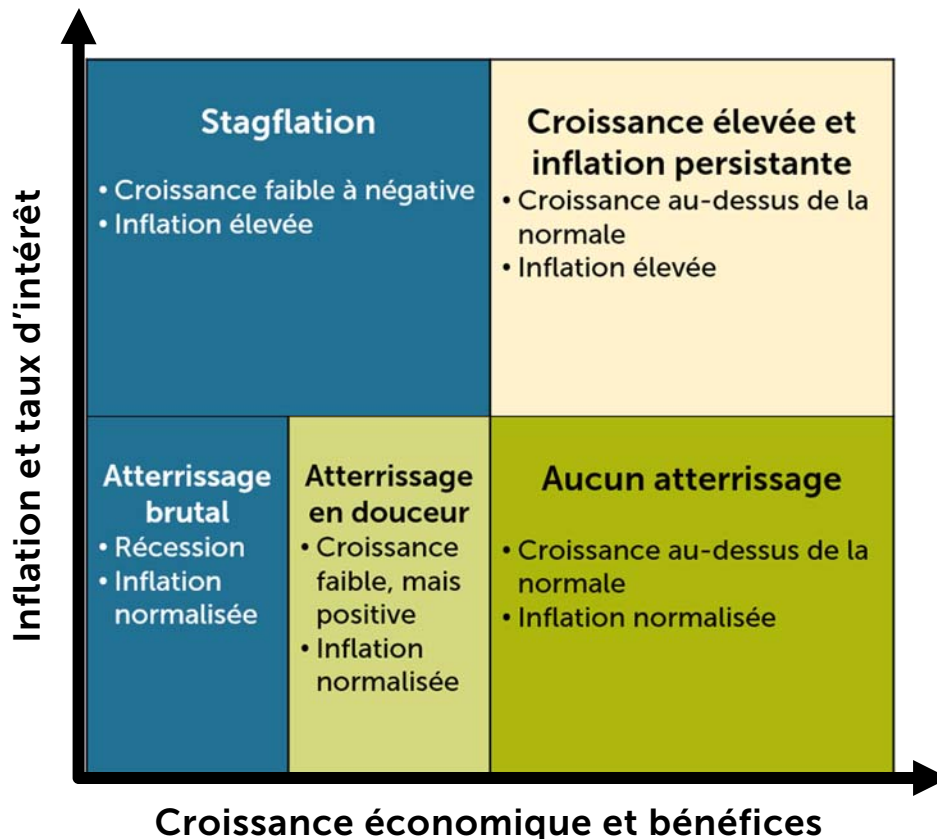 Inflation et taux d'intérêt
Stagflation
• Croissance faible à négative
• Inflation élevée
Croissance élevée et
inflation persistante
• Croissance au-dessus de la
normale
• Inflation élevée
Atterrissage
brutal
• Récession
• Inflation
normalisée
Atterrissage
en douceur
• Croissance
faible, mais
positive
• Inflation
normalisée
Aucun atterrissage
• Croissance au-dessus de la
normale
• Inflation normalisée
Croissance économique et bénéfices